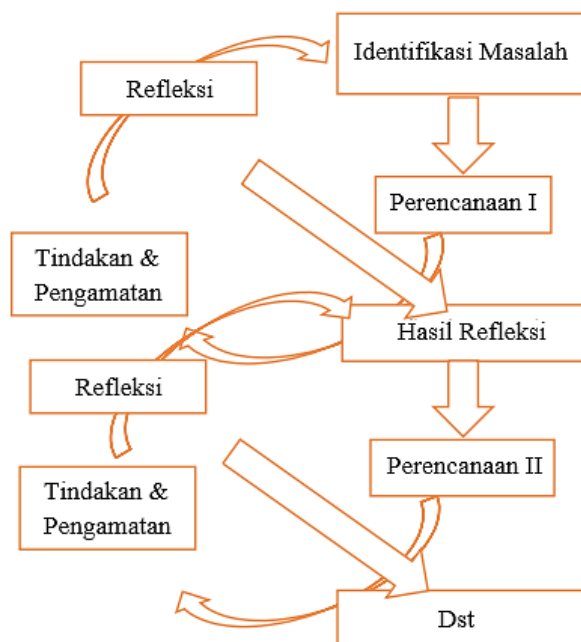 Identifikasi Masalah
Refleksi
Perencanaan I
Tindakan &
Pengamatan
Hasil Refleksi
Refleksi
Perencanaan II
Tindakan &
Pengamatan
Dst